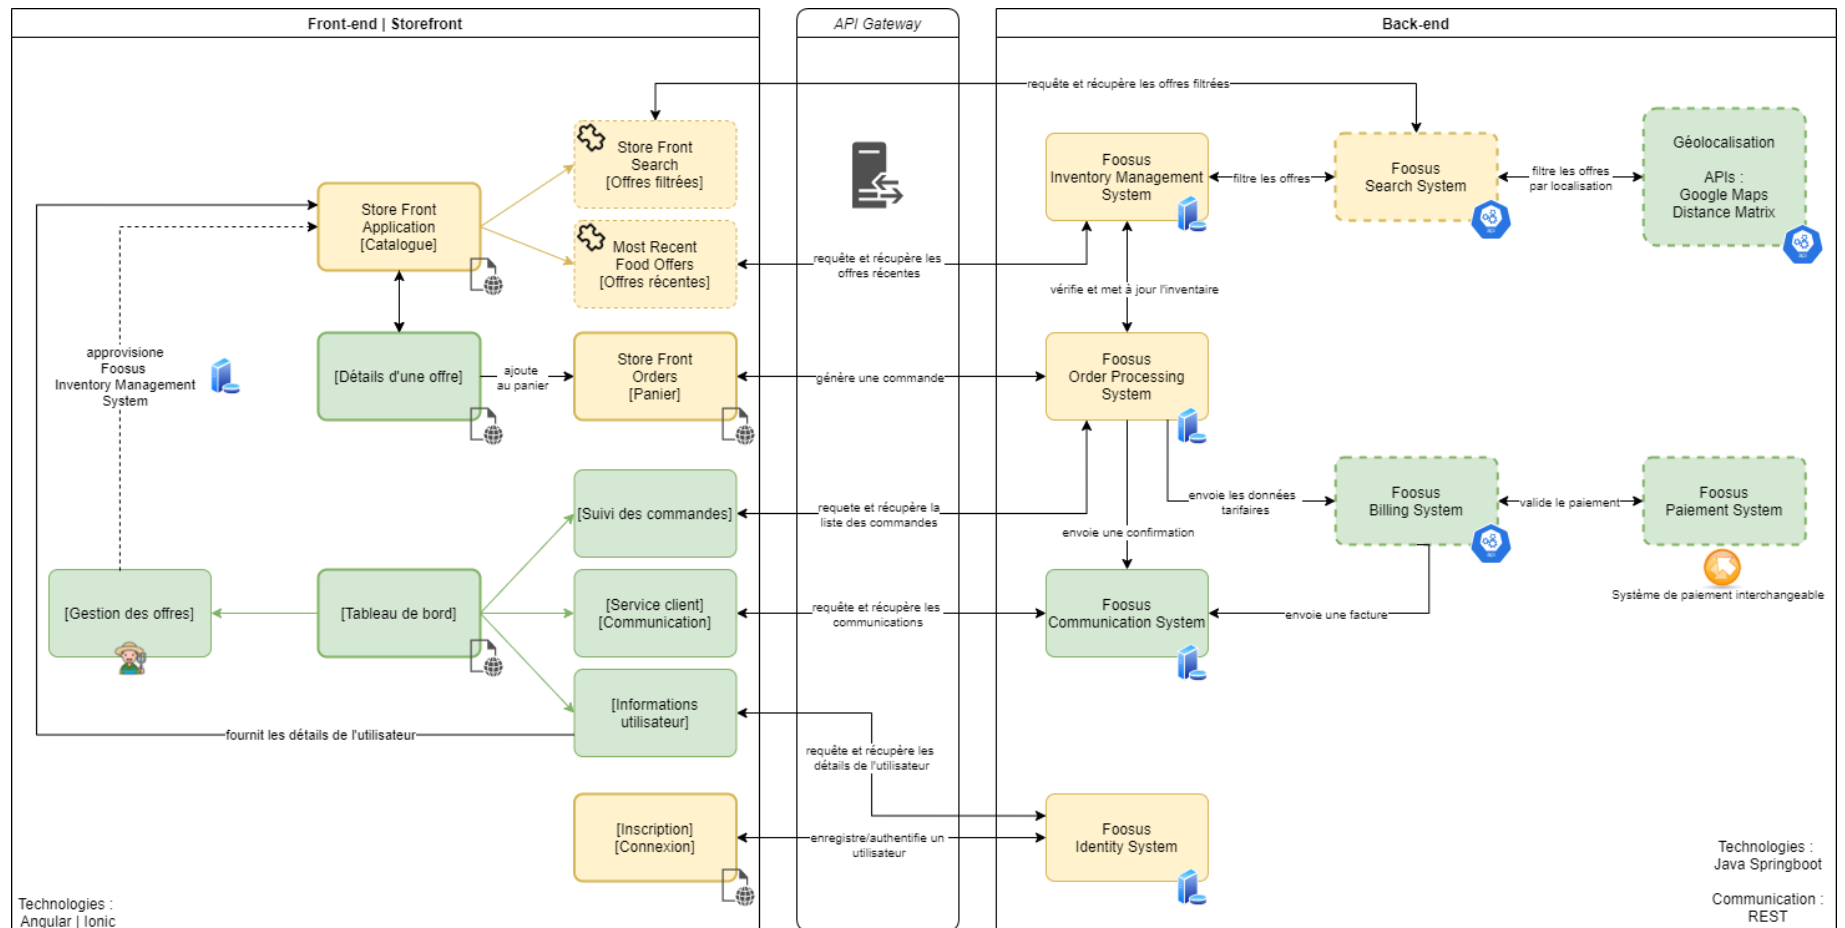 Front-end | Storefront
API Gateway
Back-end
requête et récupère les offres filtrées
Store Front
Search
[Offres filtrées]
Foosus
Inventory Management
System
filtre les offres
Foosus
Search System
filtre les offres
par localisation
Géolocalisation
APIs :
Google Maps
Distance Matrix
Store Front
Application
[Catalogue]
Most Recent
Food Offers
[Offres récentes]
requête et récupère les
offres récentes
vérifie et met à jour l'inventaire
approvisione
Foosus
Inventory Management
System
[Détails d'une offre]
ajoute
au panier
Store Front
Orders
[Panier]
génère une commande
Foosus
Order Processing
System
[Suivi des commandes]
requete et récupère la
liste des commandes
envoie les données
tarifaires
Foosus
Billing System
valide le paiement
Foosus
Paiement System
envoie une confirmation
Système de paiement interchangeable
[Gestion des offres]
[Tableau de bord]
[Service client]
[Communication]
requête et récupère les
communications
Foosus
Communication System
envoie une facture
[Informations
utilisateur]
fournit les détails de l'utilisateur
requête et récupère les
détails de l'utilisateur
[Inscription]
[Connexion]
enregistre/authentifie un
utilisateur
Foosus
Identity System
Technologies :
Java Springboot
Communication :
REST
Technologies :
Angular | Ionic